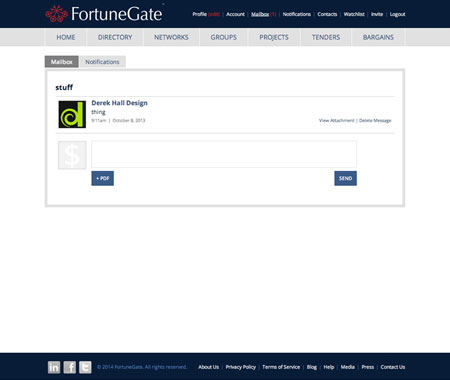 FortuneGate™
Profile (edit) | Account | Mailbox (1) | Notifications | Contacts | Watchlist | Invite | Logout
HOME DIRECTORY NETWORKS GROUPS PROJECTS TENDERS BARGAINS
Mailbox Notifications
stuff
Derek Hall Design
thing
9:11am | October 8, 2013
View Attachment | Delete Message
$
+ PDF
SEND
© 2014 FortuneGate. All rights reserved.
About Us | Privacy Policy | Terms of Service | Blog | Help | Media | Press | Contact Us